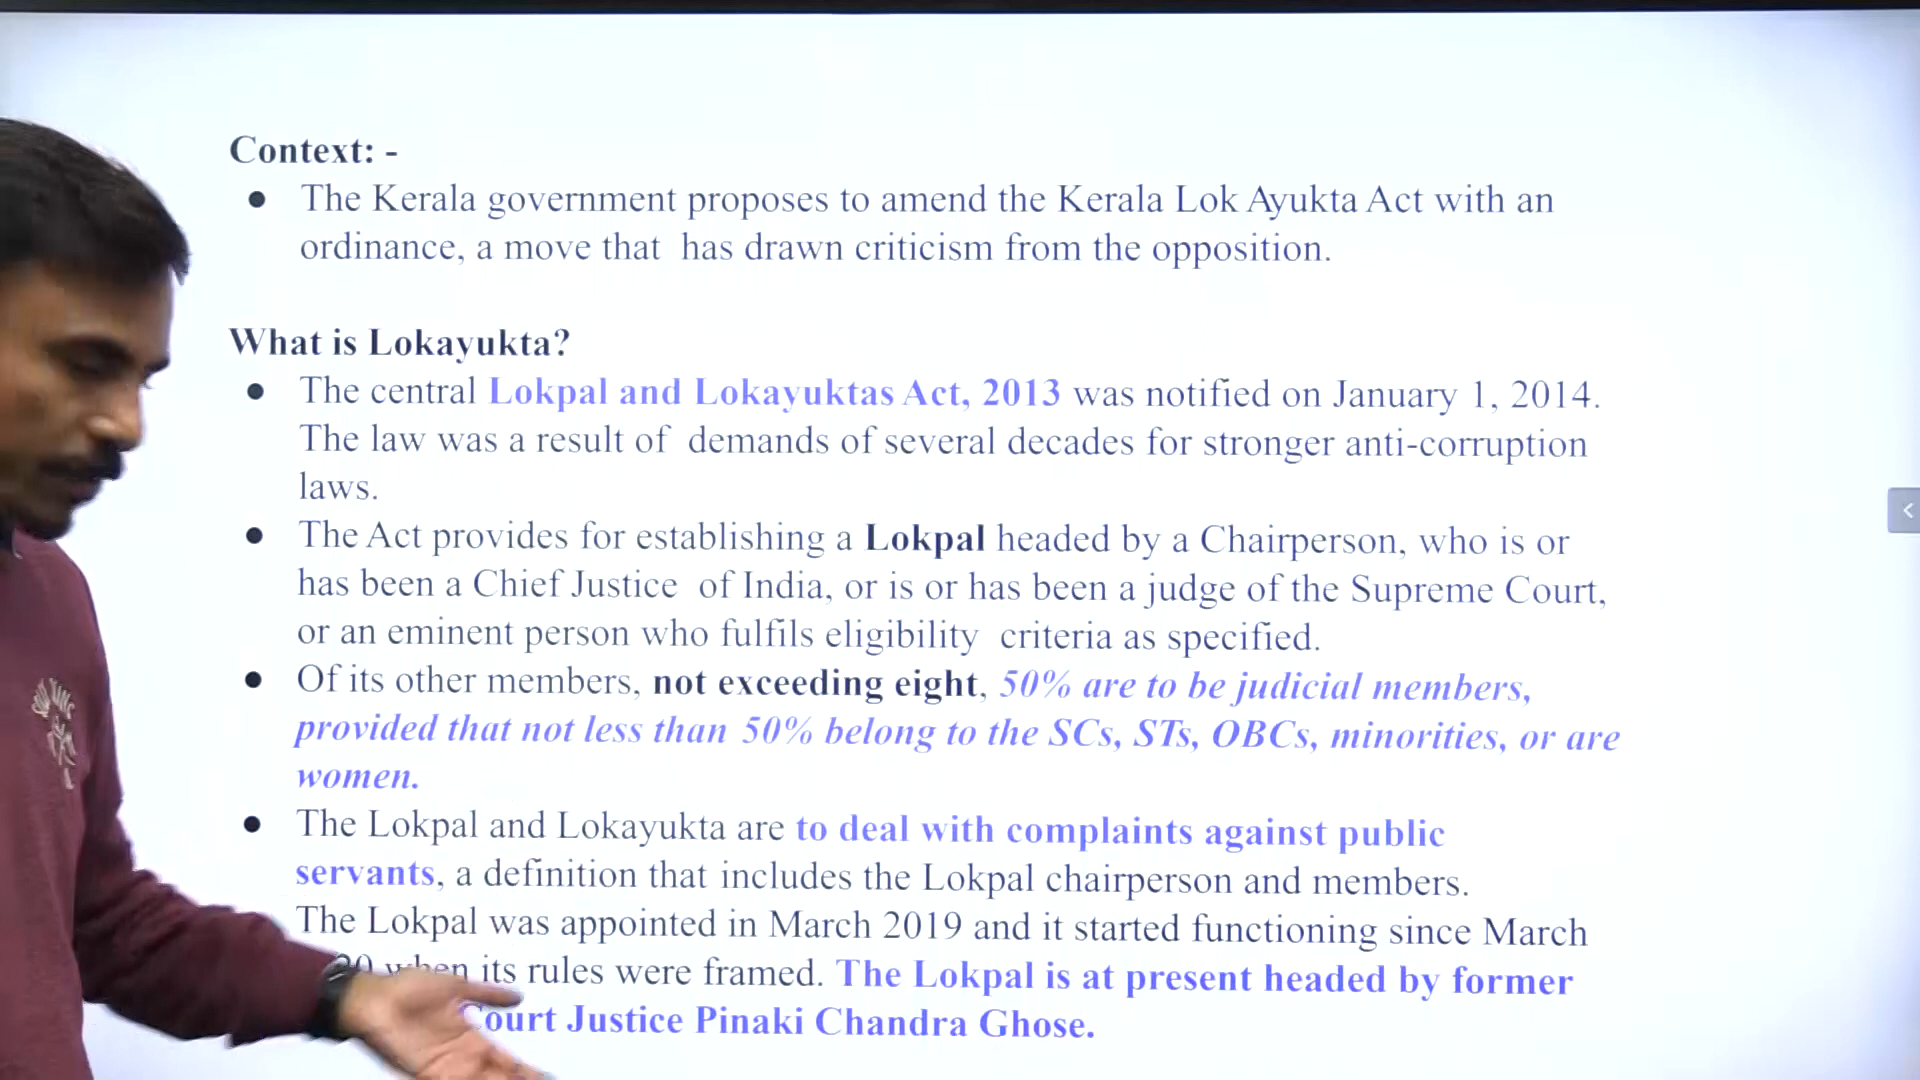 Context: -
● The Kerala government proposes to amend the Kerala Lok Ayukta Act with an
ordinance, a move that has drawn criticism from the opposition.
What is Lokayukta?
● The central Lokpal and Lokayuktas Act, 2013 was notified on January 1, 2014.
The law was a result of demands of several decades for stronger anti-corruption
laws.
● The Act provides for establishing a Lokpal headed by a Chairperson, who is or
has been a Chief Justice of India, or is or has been a judge of the Supreme Court,
or an eminent person who fulfils eligibility criteria as specified.
● Of its other members, not exceeding eight, 50% are to be judicial members,
provided that not less than 50% belong to the SCs, STs, OBCs, minorities, or are
women.
● The Lokpal and Lokayukta are to deal with complaints against public
servants, a definition that includes the Lokpal chairperson and members.
The Lokpal was appointed in March 2019 and it started functioning since March
when its rules were framed. The Lokpal is at present headed by former
Court Justice Pinaki Chandra Ghose.